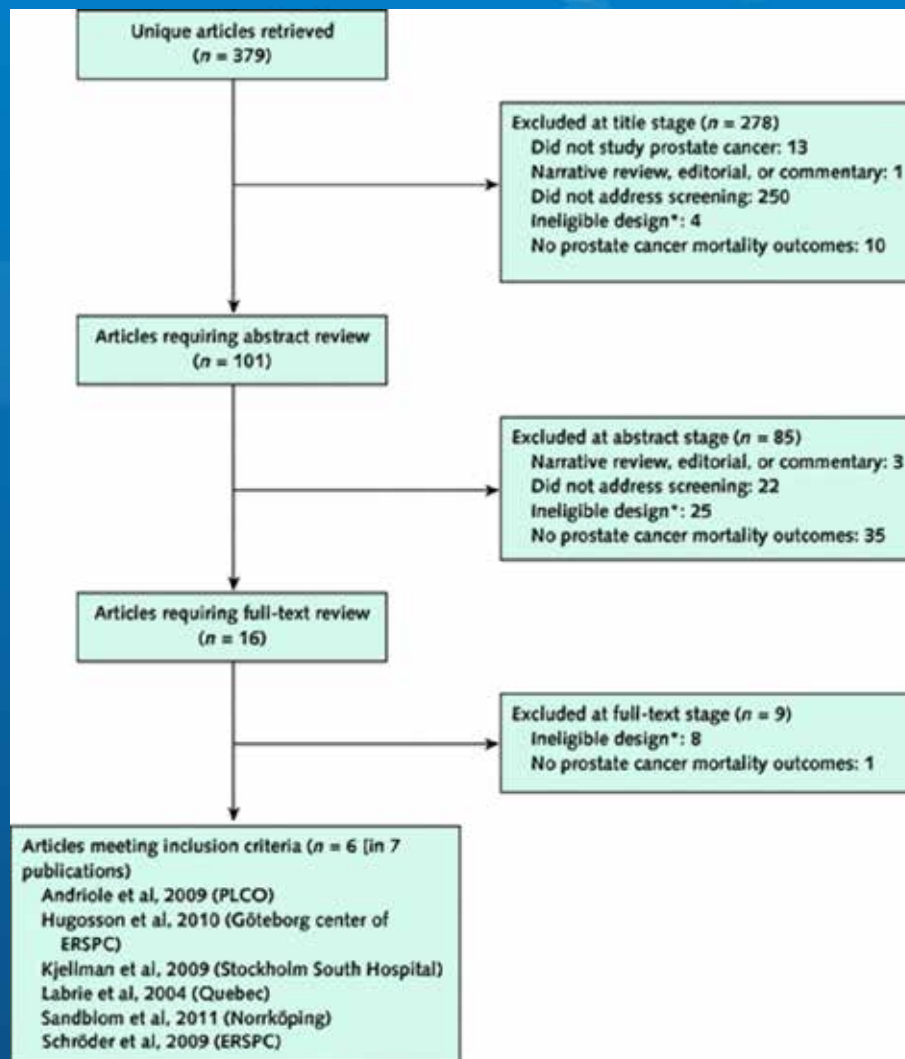 Unique articles retrieved
(n = 379)
Excluded at title stage (n = 278)
Did not study prostate cancer: 13
Narrative review, editorial, or commentary: 1
Did not address screening: 250
Ineligible design*: 4
No prostate cancer mortality outcomes: 10
Articles requiring abstract review
(n = 101)
Excluded at abstract stage (n = 85)
Narrative review, editorial, or commentary: 3
Did not address screening: 22
Ineligible design*: 25
No prostate cancer mortality outcomes: 35
Articles requiring full-text review
(n = 16)
Excluded at full-text stage (n = 9)
Ineligible design*: 8
No prostate cancer mortality outcomes: 1
Articles meeting inclusion criteria (n = 6 [in 7
publications)
Andriole et al, 2009 (PLCO)
Hugosson et al, 2010 (Göteborg center of
ERSPC)
Kjellman et al, 2009 (Stockholm South Hospital)
Labrie et al, 2004 (Quebec)
Sandblom et al, 2011 (Norrköping)
Schröder et al, 2009 (ERSPC)